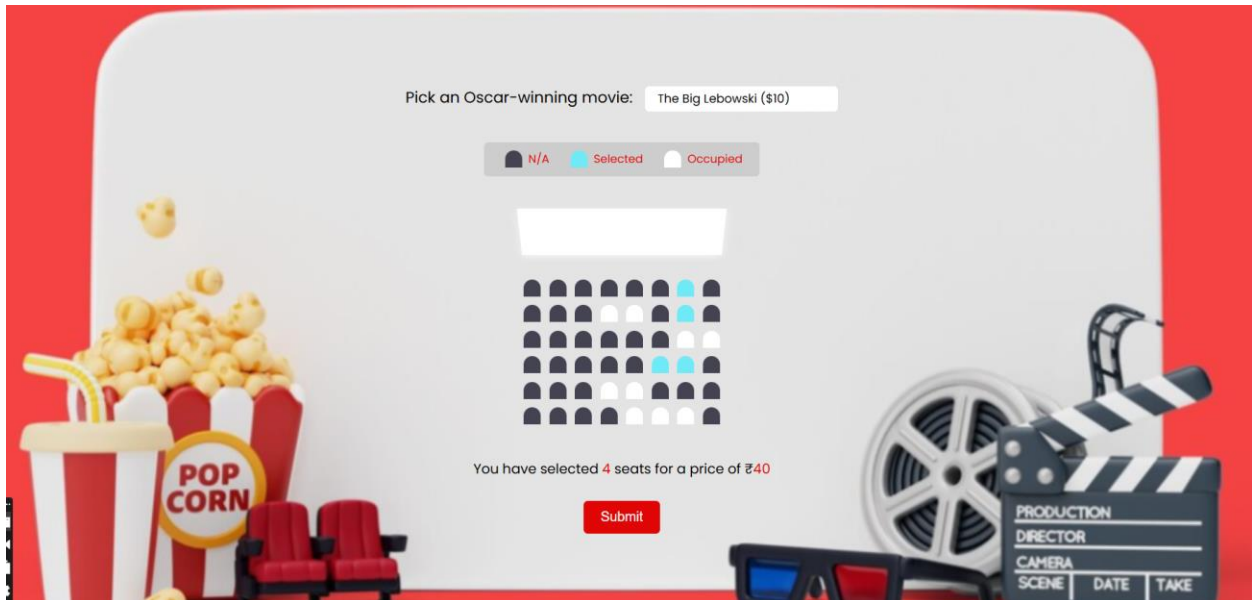 Pick an Oscar-winning movie: The Big Lebowski ($10)
N/A Selected Occupied
You have selected 4 seats for a price of ₹40
Submit
POP
CORN
PRODUCTION
DIRECTOR
CAMERA
SCENE DATE TAKE